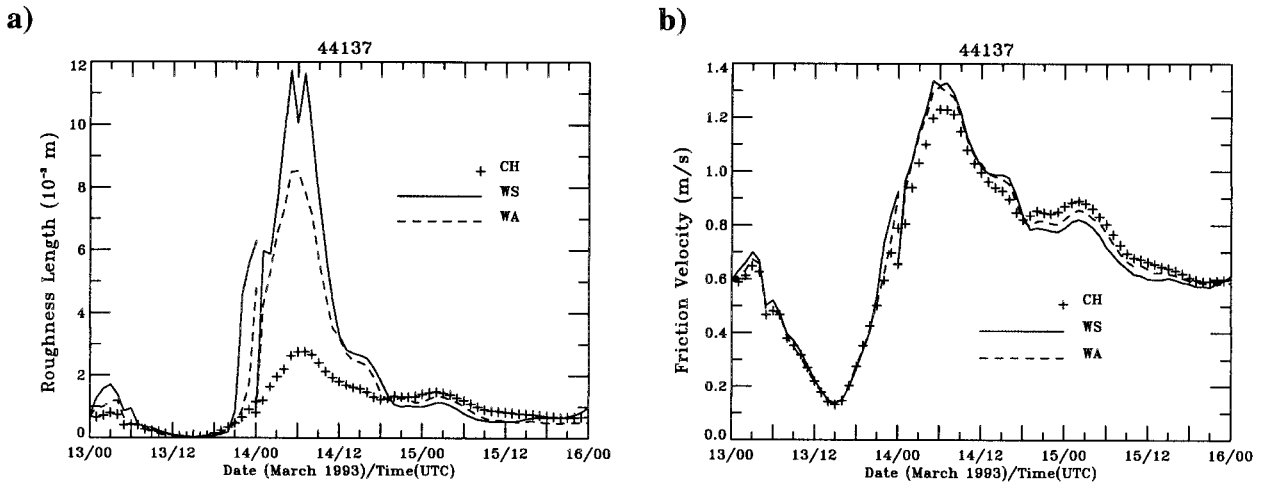 a)
44137
12
10
8
6
4
2
0
Roughness Length (10⁻³ m)
CH
WS
WA
13/00 13/12 14/00 14/12 15/00 15/12 16/00
Date (March 1993)/Time(UTC)
b)
44137
1.4
1.2
1.0
0.8
0.6
0.4
0.2
0.0
Friction Velocity (m/s)
CH
WS
WA
13/00 13/12 14/00 14/12 15/00 15/12 16/00
Date (March 1993)/Time(UTC)